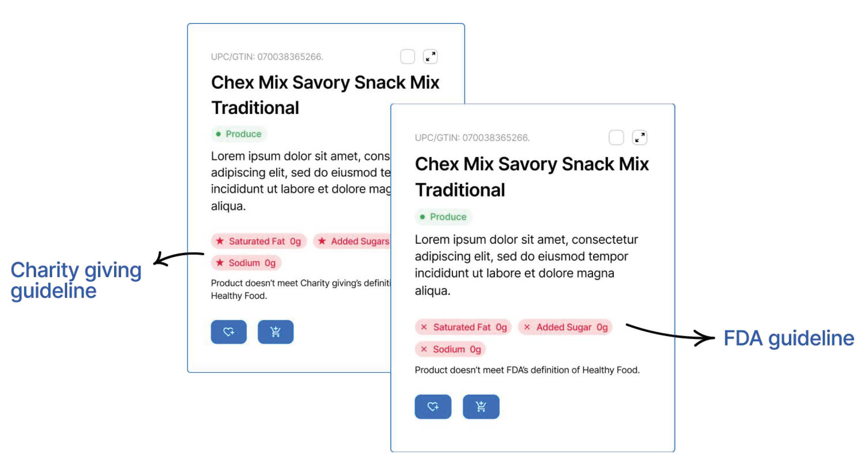 UPC/GTIN: 070038365266.
Chex Mix Savory Snack Mix
Traditional
Produce
Lorem ipsum dolor sit amet, cons
adipiscing elit, sed do eiusmod te
incididunt ut labore et dolore mag
aliqua.
Saturated Fat 0g
Added Sugars
Sodium 0g
Product doesn't meet Charity giving's definiti
Healthy Food.
Charity giving
guideline
UPC/GTIN: 070038365266.
Chex Mix Savory Snack Mix
Traditional
Produce
Lorem ipsum dolor sit amet, consectetur
adipiscing elit, sed do eiusmod tempor
incididunt ut labore et dolore magna
aliqua.
Saturated Fat 0g
Added Sugar 0g
Sodium 0g
Product doesn't meet FDA's definition of Healthy Food.
FDA guideline